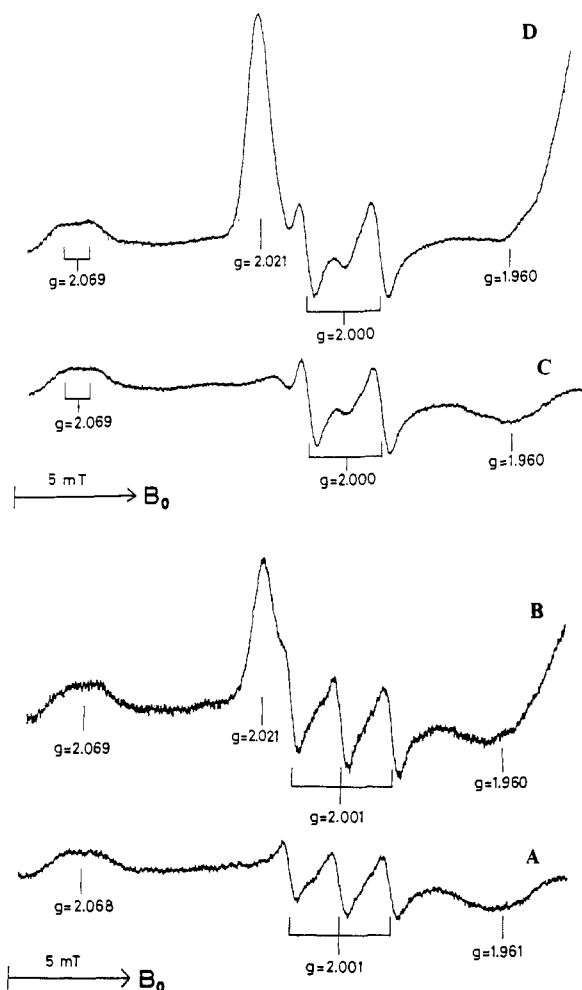 D
g=2.069
g=2.021
g=2.000
g=1.960
C
g=2.069
g=2.000
g=1.960
5 mT
B₀
B
g=2.069
g=2.021
g=2.001
g=1.960
A
g=2.068
g=2.001
g=1.961
5 mT
B₀